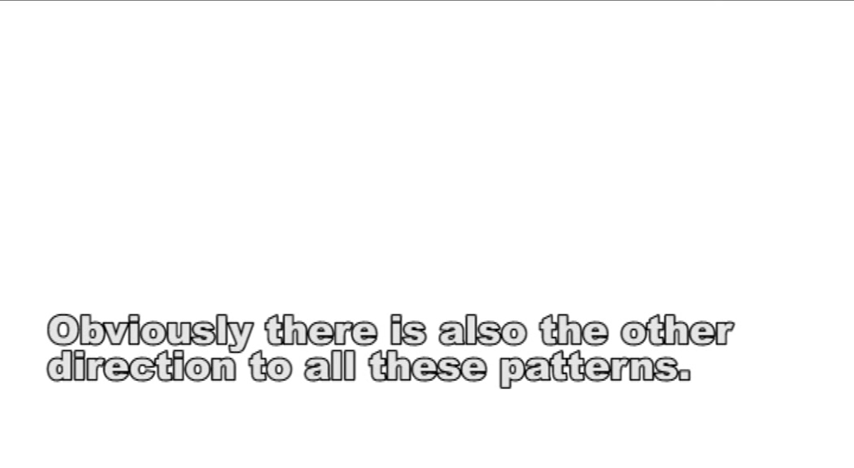 Obviously there is also the other
direction to all these patterns.